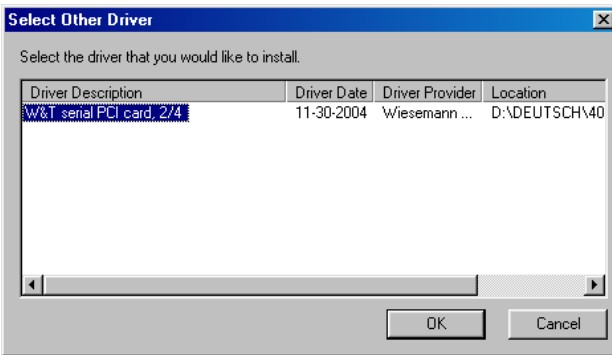 Select Other Driver
Select the driver that you would like to install.
Driver Description Driver Date Driver Provider Location
W&T serial PCI card, 2/4 11-30-2004 Wiesemann ... D:\DEUTSCH\40
OK Cancel